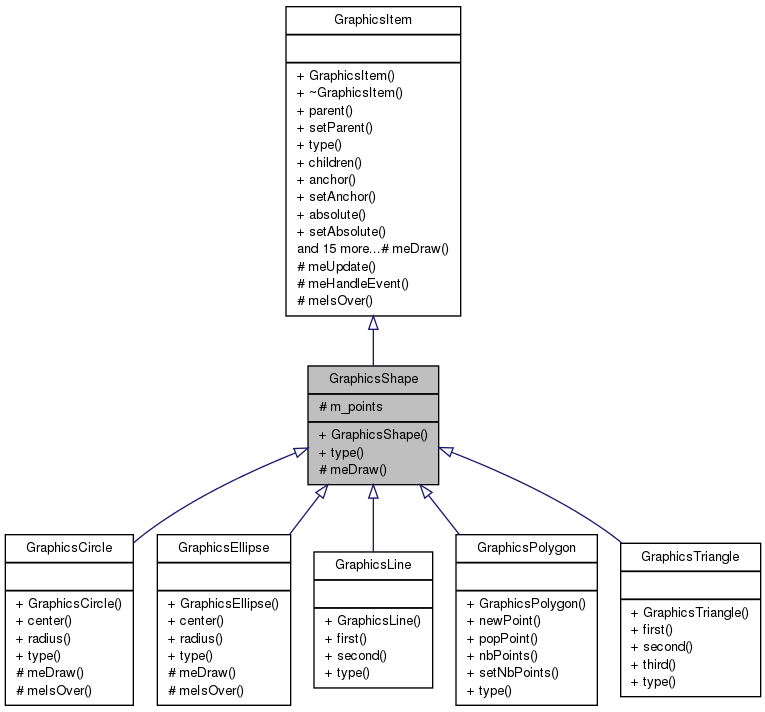 GraphicsItem
+ GraphicsItem()
+ ~GraphicsItem()
+ parent()
+ setParent()
+ type()
+ children()
+ anchor()
+ setAnchor()
+ absolute()
+ setAbsolute()
and 15 more...# meDraw()
# meUpdate()
# meHandleEvent()
# meIsOver()
GraphicsShape
# m_points
+ GraphicsShape()
+ type()
# meDraw()
GraphicsCircle
+ GraphicsCircle()
+ center()
+ radius()
+ type()
# meDraw()
# meIsOver()
GraphicsEllipse
+ GraphicsEllipse()
+ center()
+ radius()
+ type()
# meDraw()
# meIsOver()
GraphicsLine
+ GraphicsLine()
+ first()
+ second()
+ type()
GraphicsPolygon
+ GraphicsPolygon()
+ newPoint()
+ popPoint()
+ nbPoints()
+ setNbPoints()
+ type()
GraphicsTriangle
+ GraphicsTriangle()
+ first()
+ second()
+ third()
+ type()